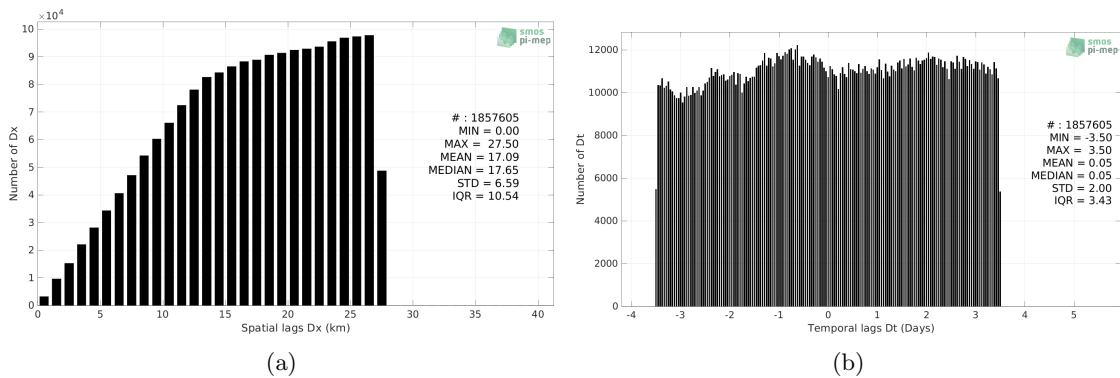 ×10⁴
10
9
8
7
6
5
4
3
2
1
0
Number of Dx
0 5 10 15 20 25 30 35 40
Spatial lags Dx (km)
smos
pi-mep
# : 1857605
MIN = 0.00
MAX = 27.50
MEAN = 17.09
MEDIAN = 17.65
STD = 6.59
IQR = 10.54
(a)
12000
10000
8000
6000
4000
2000
0
Number of Dt
-4 -3 -2 -1 0 1 2 3 4 5
Temporal lags Dt (Days)
smos
pi-mep
# : 1857605
MIN = -3.50
MAX = 3.50
MEAN = 0.05
MEDIAN = 0.05
STD = 2.00
IQR = 3.43
(b)